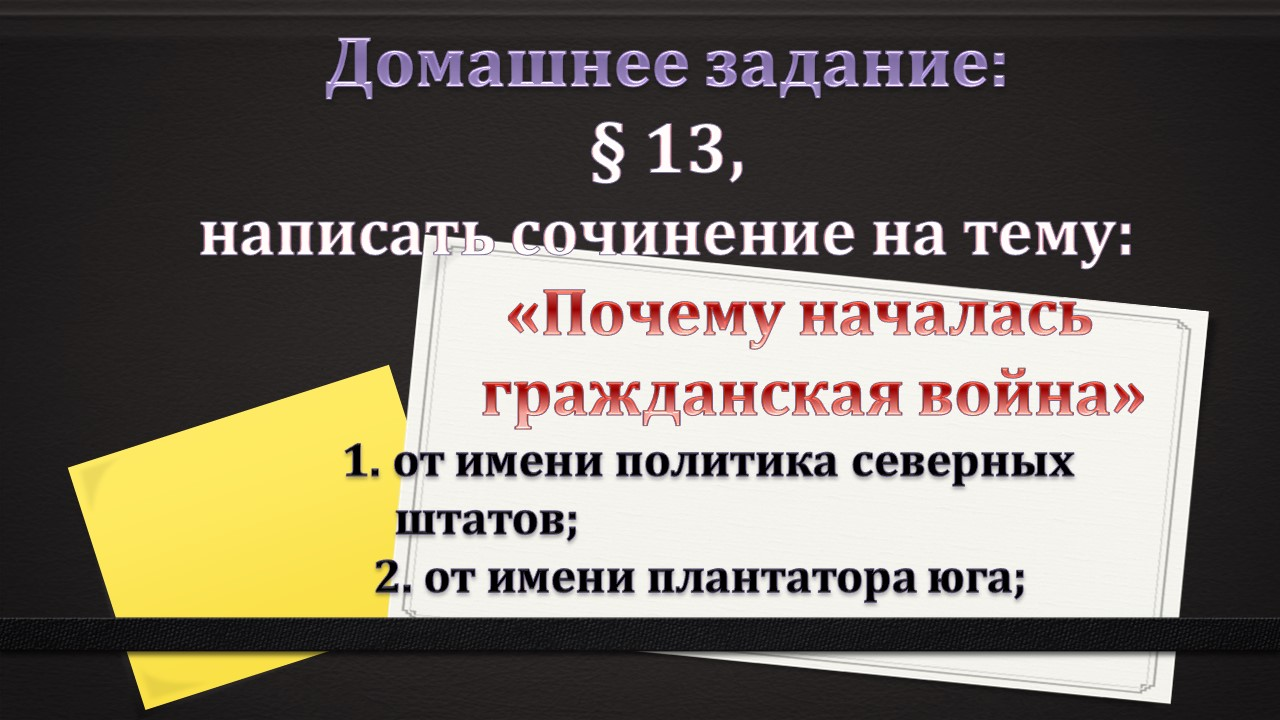 Домашнее задание:
§ 13,
написать сочинение на тему:
«Почему началась
гражданская война»
1. от имени политика северных
штатов;
2. от имени плантатора юга;